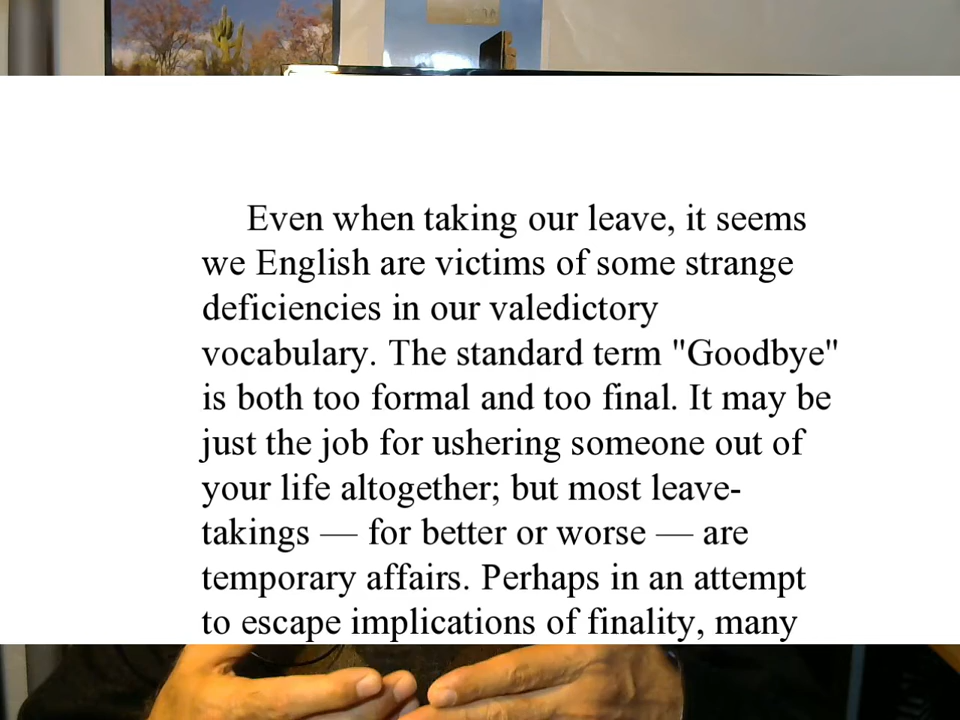 Even when taking our leave, it seems
we English are victims of some strange
deficiencies in our valedictory
vocabulary. The standard term "Goodbye"
is both too formal and too final. It may be
just the job for ushering someone out of
your life altogether; but most leave-
takings — for better or worse — are
temporary affairs. Perhaps in an attempt
to escape implications of finality, many